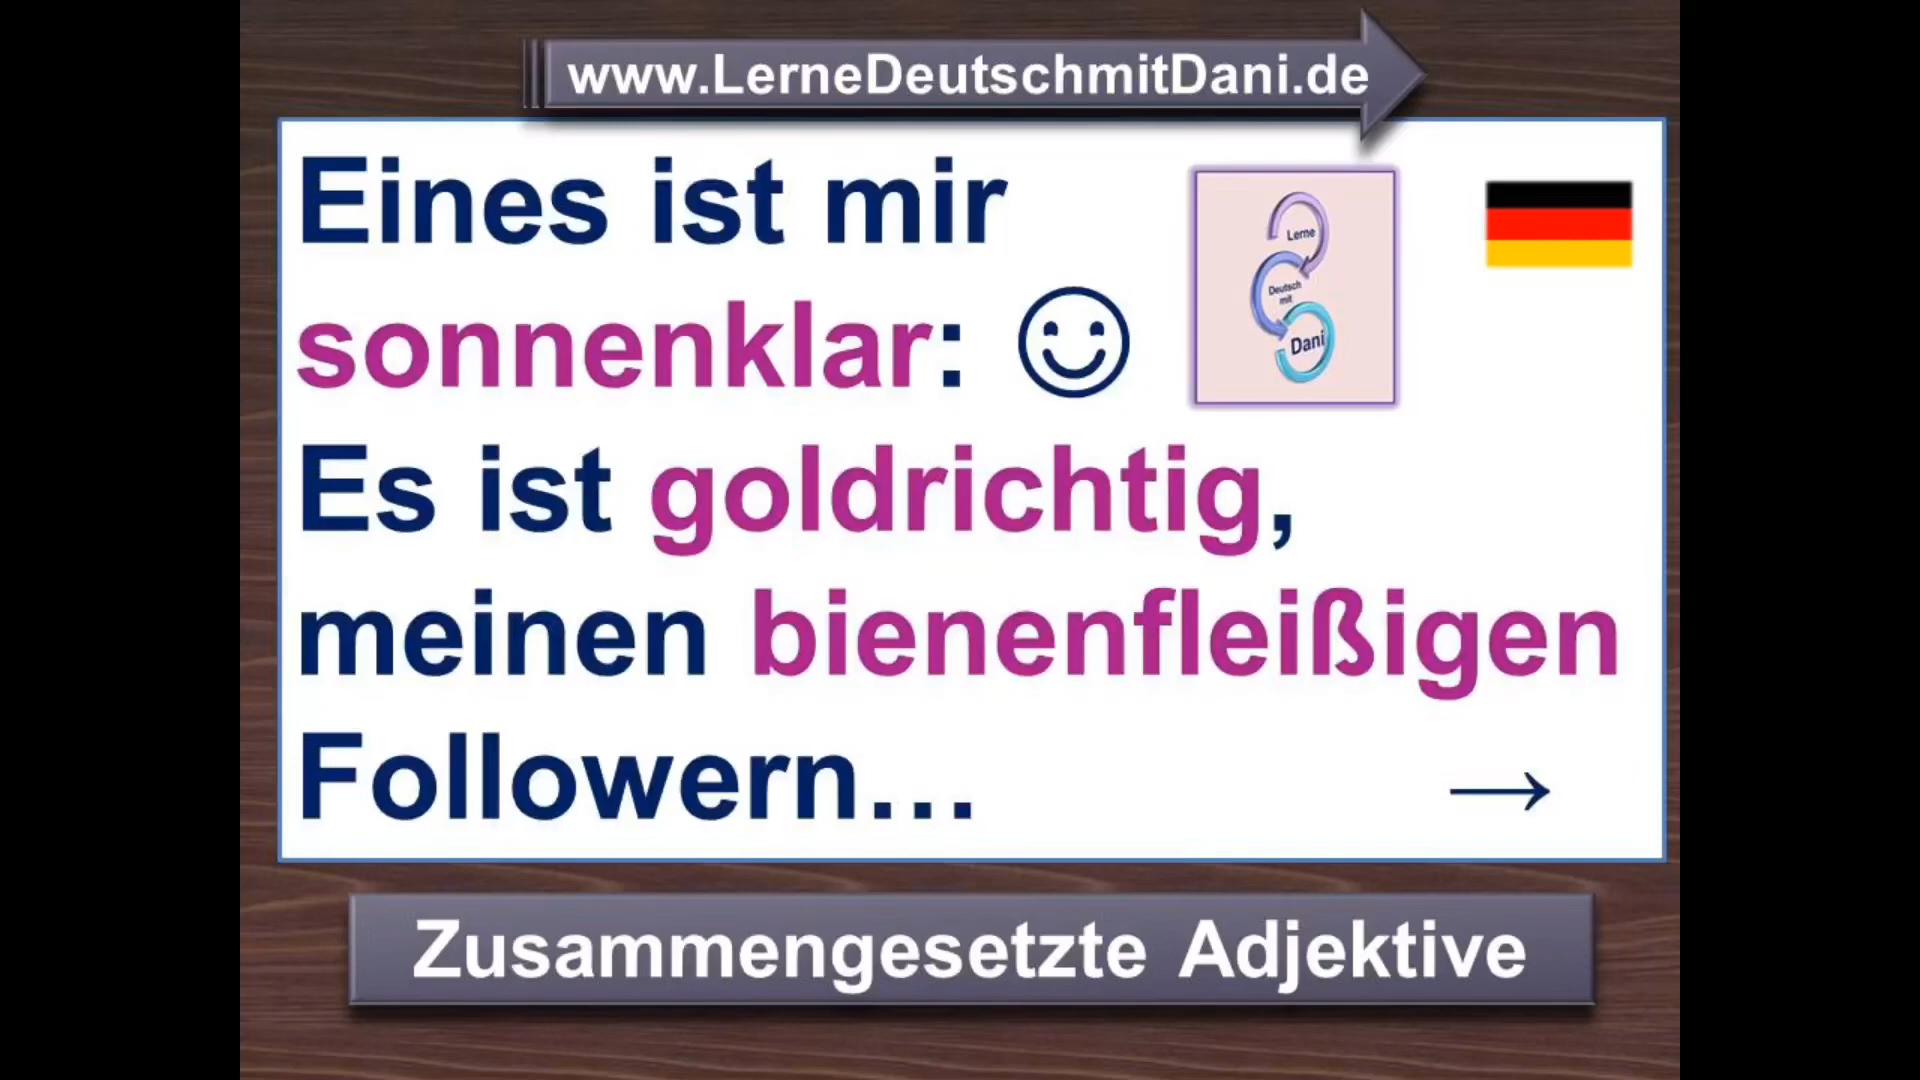 www.LerneDeutschmitDani.de
Eines ist mir
sonnenklar: ☺
Es ist goldrichtig,
meinen bienenfleißigen
Followern… →
Lerne
Deutsch
mit
Dani
Zusammengesetzte Adjektive